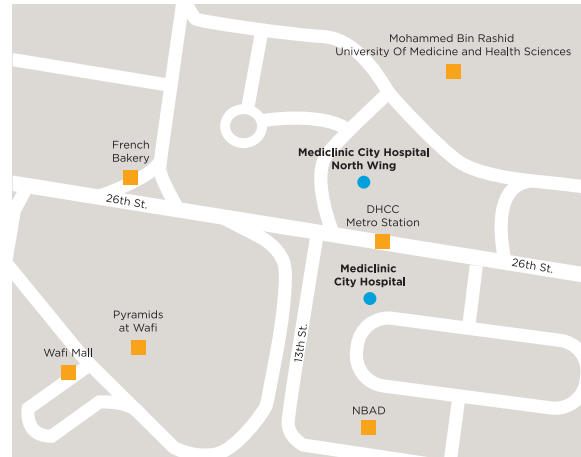 Mohammed Bin Rashid
University Of Medicine and Health Sciences
French
Bakery
Mediclinic City Hospital
North Wing
26th St.
DHCC
Metro Station
26th St.
Mediclinic
City Hospital
Pyramids
at Wafi
13th St.
Wafi Mall
NBAD